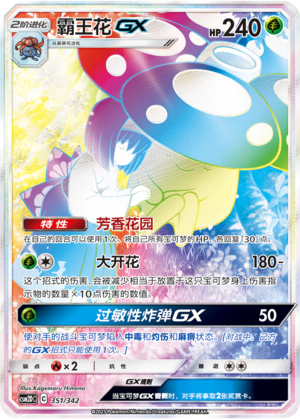 2阶进化
霸王花GX
HP240
从臭臭花进化
特性 芳香花园
在自己的回合可以使用1次。将自己所有宝可梦的HP,各回复「30」点。
大开花 180-
这个招式的伤害,会被减少相当于放置于这只宝可梦身上伤害指
示物的数量×10点伤害的数值。
过敏性炸弹GX 50
使对手的战斗宝可梦陷入中毒和灼伤和麻痹状态。[对战中,己方
的GX招式只能使用1次。]
弱点 ×2 抵抗力 撤退
Illus.Kagemaru Himeno
GX规则
当宝可梦GX昏厥时,对手将拿取2张奖赏卡。
CSM2D C 351/342
©2023 Pokémon/Nintendo/Creatures/GAME FREAK